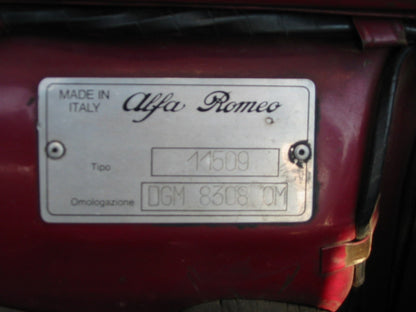 MADE IN
ITALY
Alfa Romeo
Tipo 11509
Omologazione DGM 8308 OM